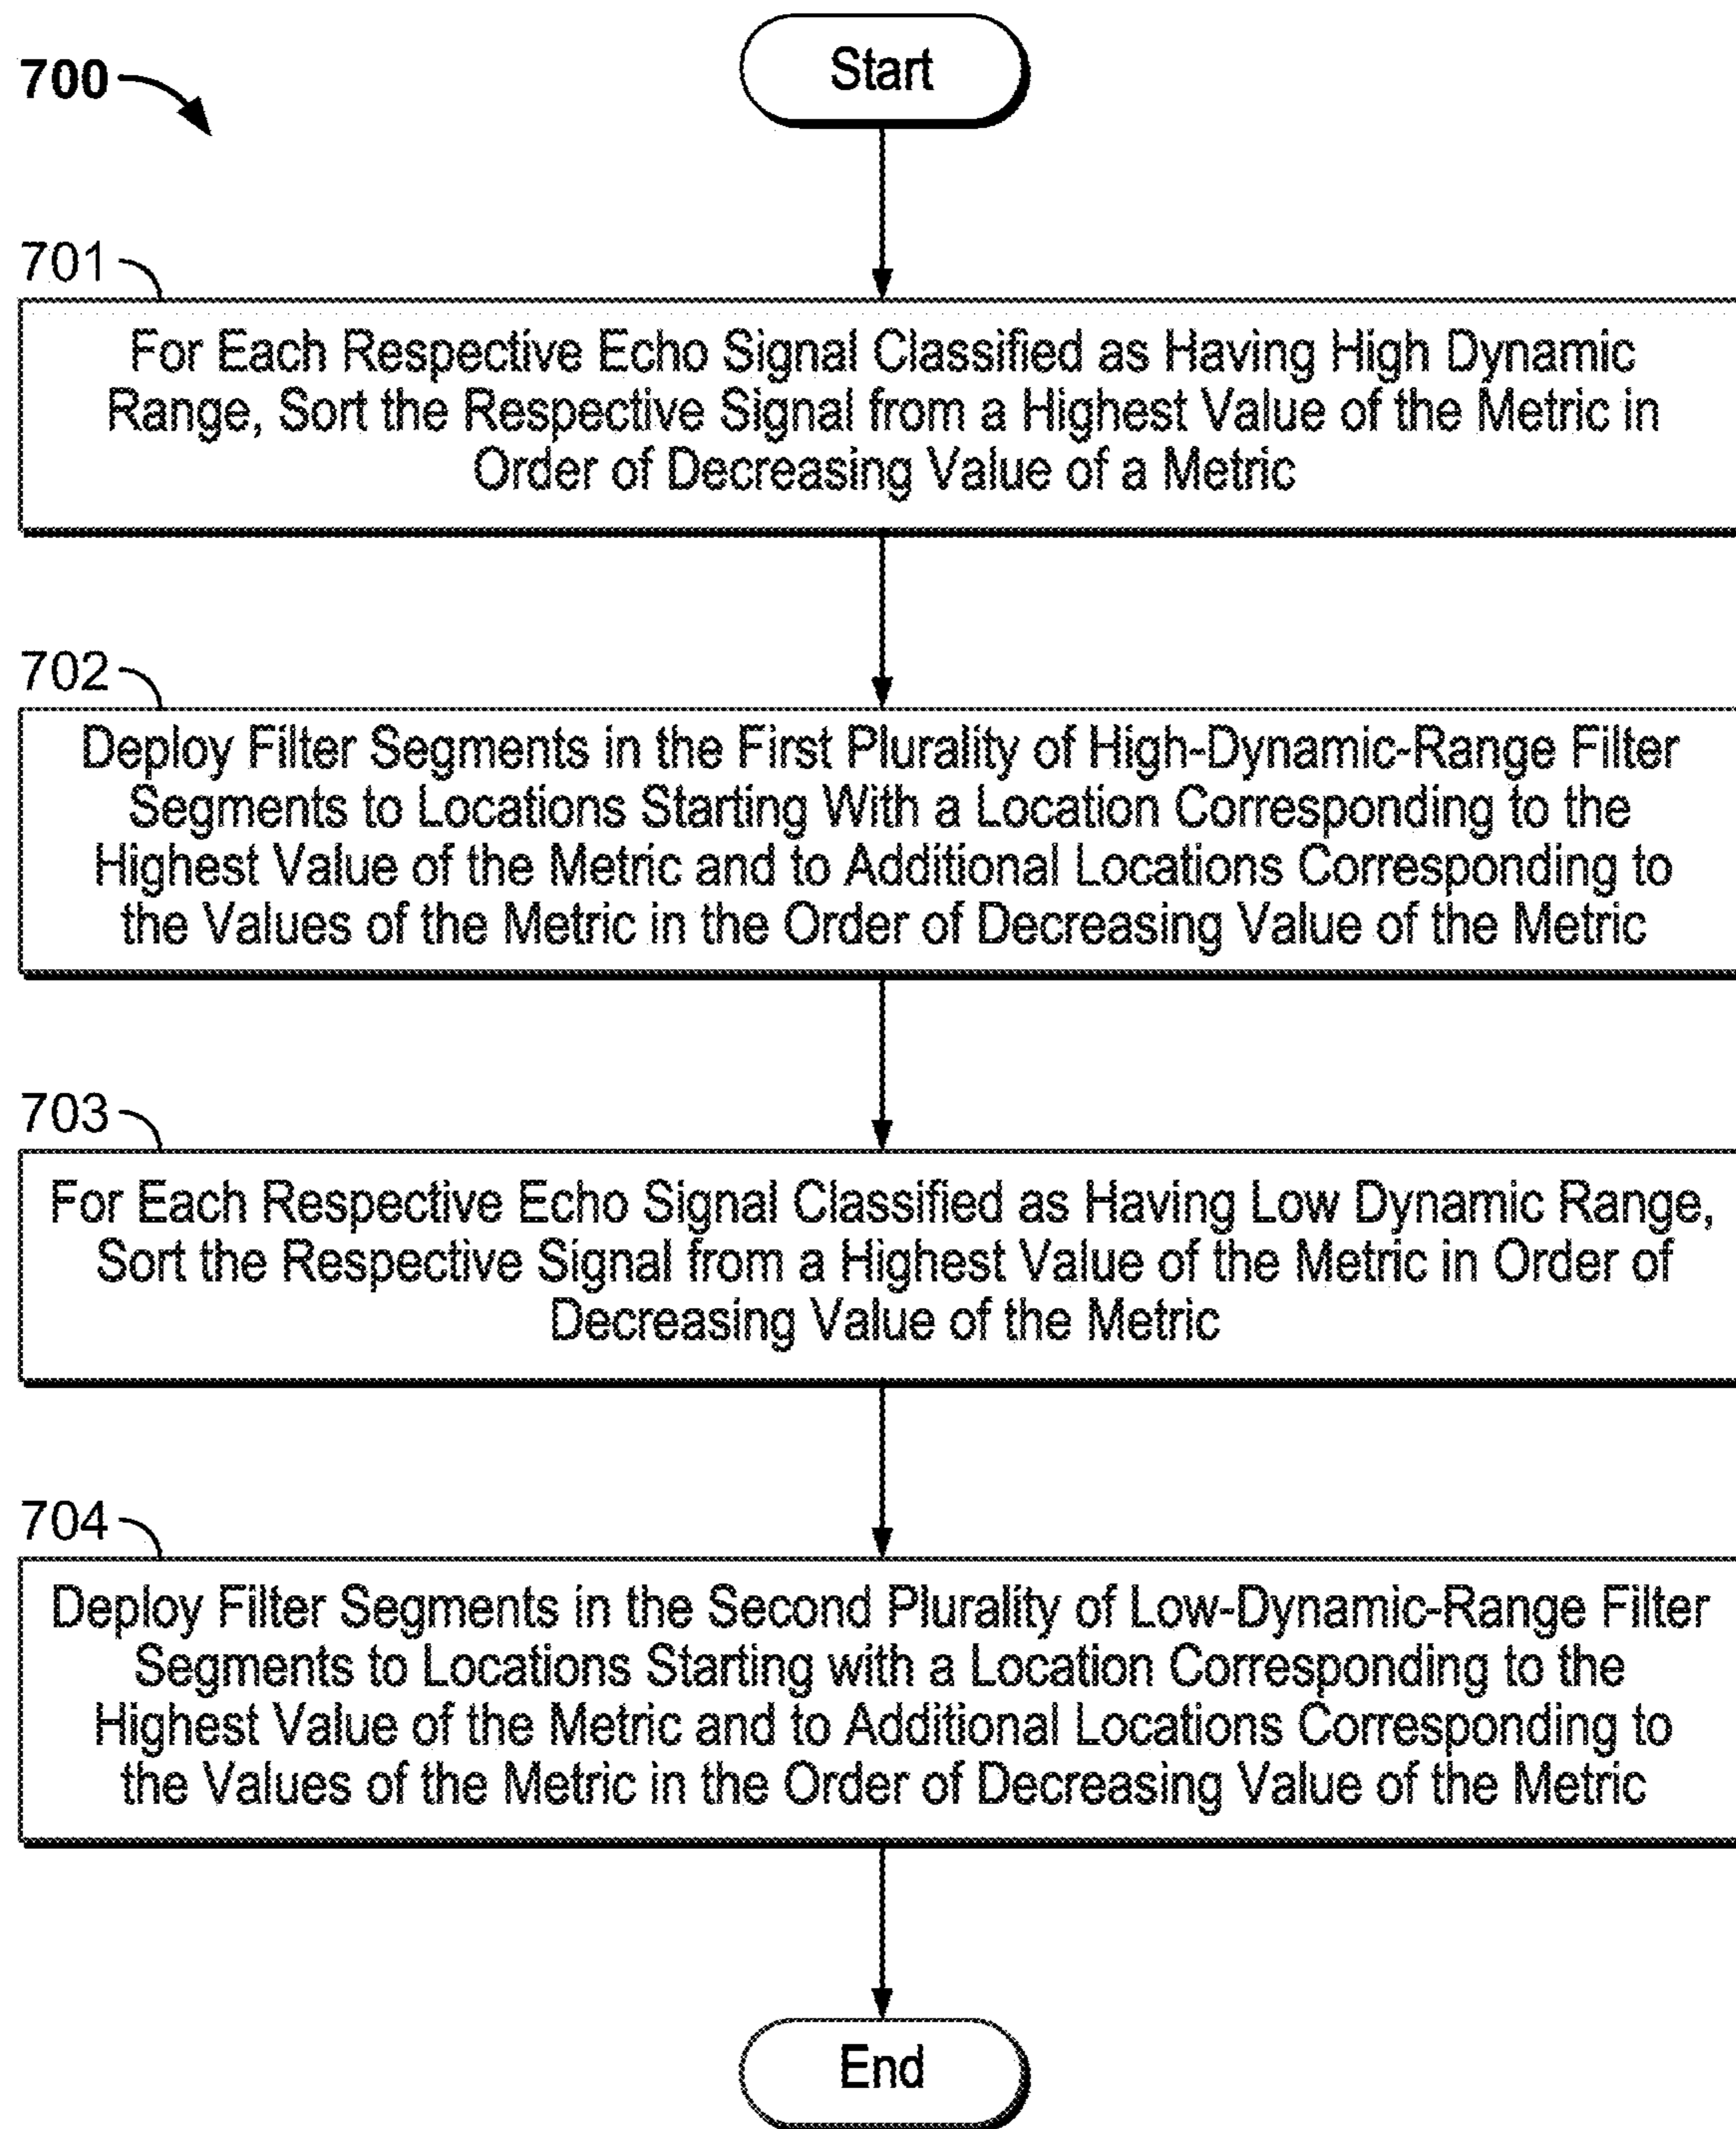 700
Start
701
For Each Respective Echo Signal Classified as Having High Dynamic
Range, Sort the Respective Signal from a Highest Value of the Metric in
Order of Decreasing Value of a Metric
702
Deploy Filter Segments in the First Plurality of High-Dynamic-Range Filter
Segments to Locations Starting With a Location Corresponding to the
Highest Value of the Metric and to Additional Locations Corresponding to
the Values of the Metric in the Order of Decreasing Value of the Metric
703
For Each Respective Echo Signal Classified as Having Low Dynamic Range,
Sort the Respective Signal from a Highest Value of the Metric in Order of
Decreasing Value of the Metric
704
Deploy Filter Segments in the Second Plurality of Low-Dynamic-Range Filter
Segments to Locations Starting with a Location Corresponding to the
Highest Value of the Metric and to Additional Locations Corresponding to
the Values of the Metric in the Order of Decreasing Value of the Metric
End